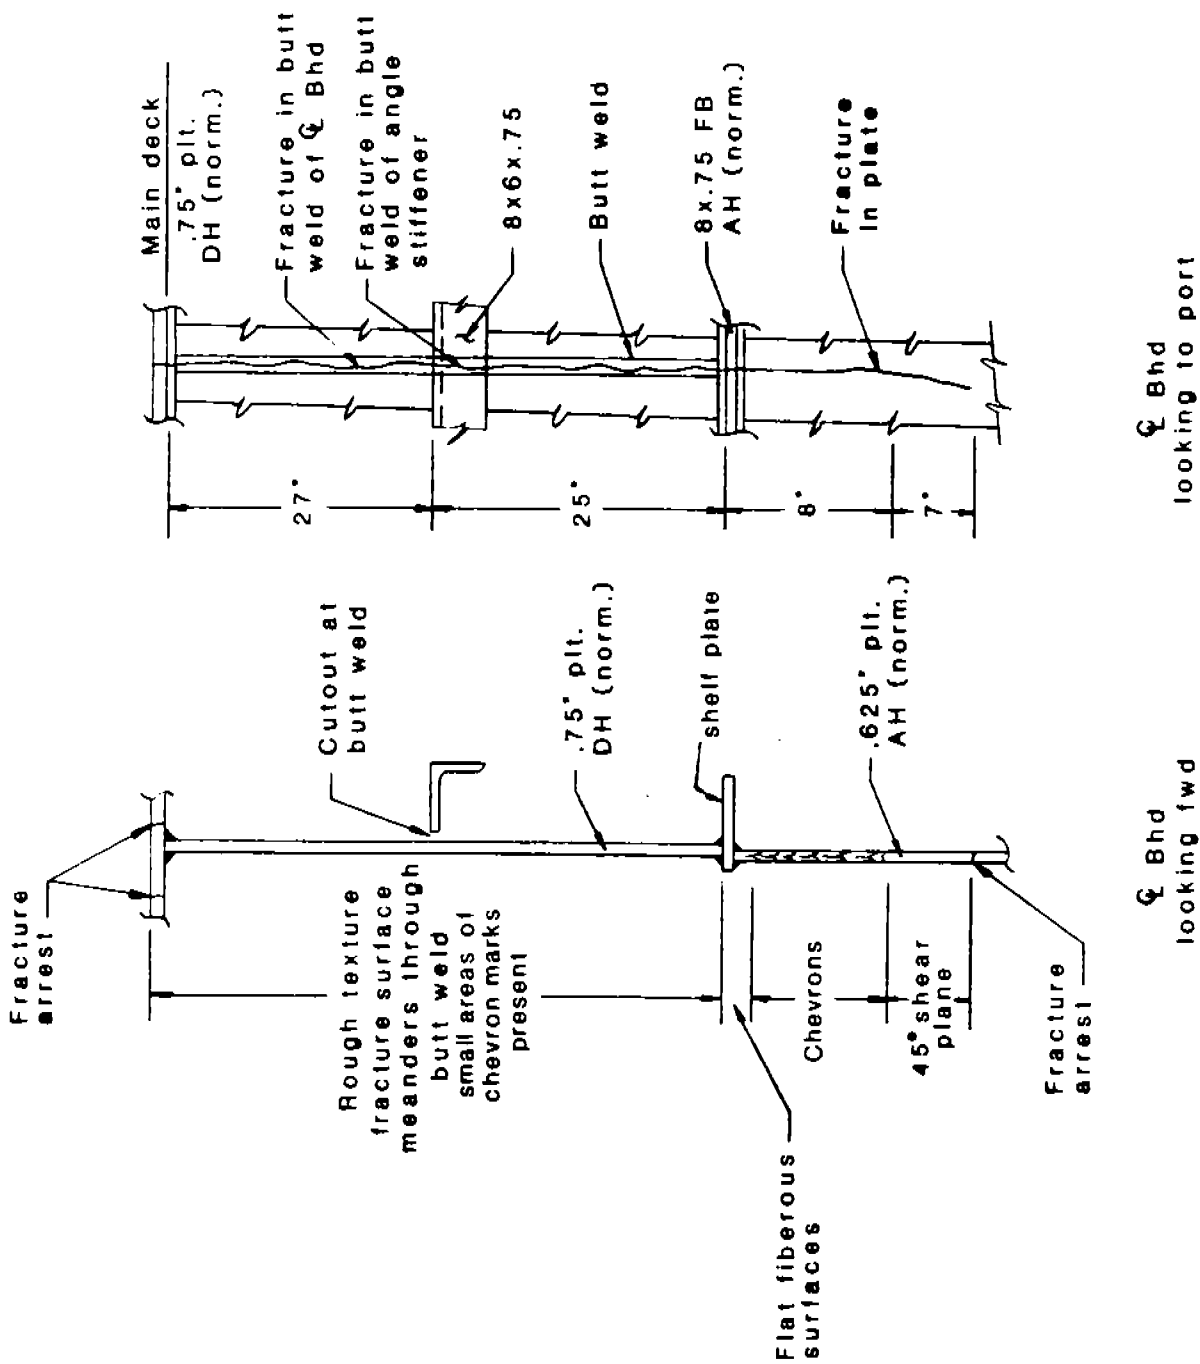 Main deck
.75" plt.
DH (norm.)
Fracture in butt
weld of ℄ Bhd
Fracture in butt
weld of angle
stiffener
8x6x.75
Butt weld
8x.75 FB
AH (norm.)
Fracture
in plate
27"
25"
8"
7"
℄ Bhd
looking to port
Fracture
arrest
Cutout at
butt weld
Rough texture
fracture surface
meanders through
butt weld
small areas of
chevron marks
present
.75" plt.
DH (norm.)
shelf plate
.625" plt.
AH (norm.)
Flat fiberous
surfaces
Chevrons
45° shear
plane
Fracture
arrest
℄ Bhd
looking fwd